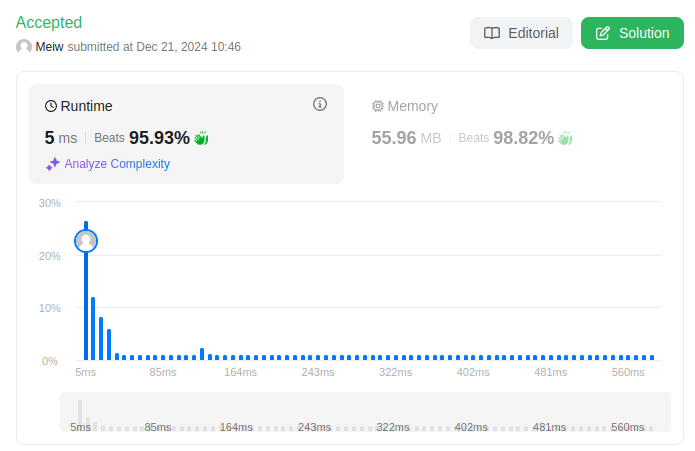 Accepted
Meiw submitted at Dec 21, 2024 10:46
Editorial
Solution
Runtime
5 ms | Beats 95.93%
Analyze Complexity
Memory
55.96 MB | Beats 98.82%
30%
20%
10%
0%
5ms 85ms 164ms 243ms 322ms 402ms 481ms 560ms
5ms 85ms 164ms 243ms 322ms 402ms 481ms 560ms